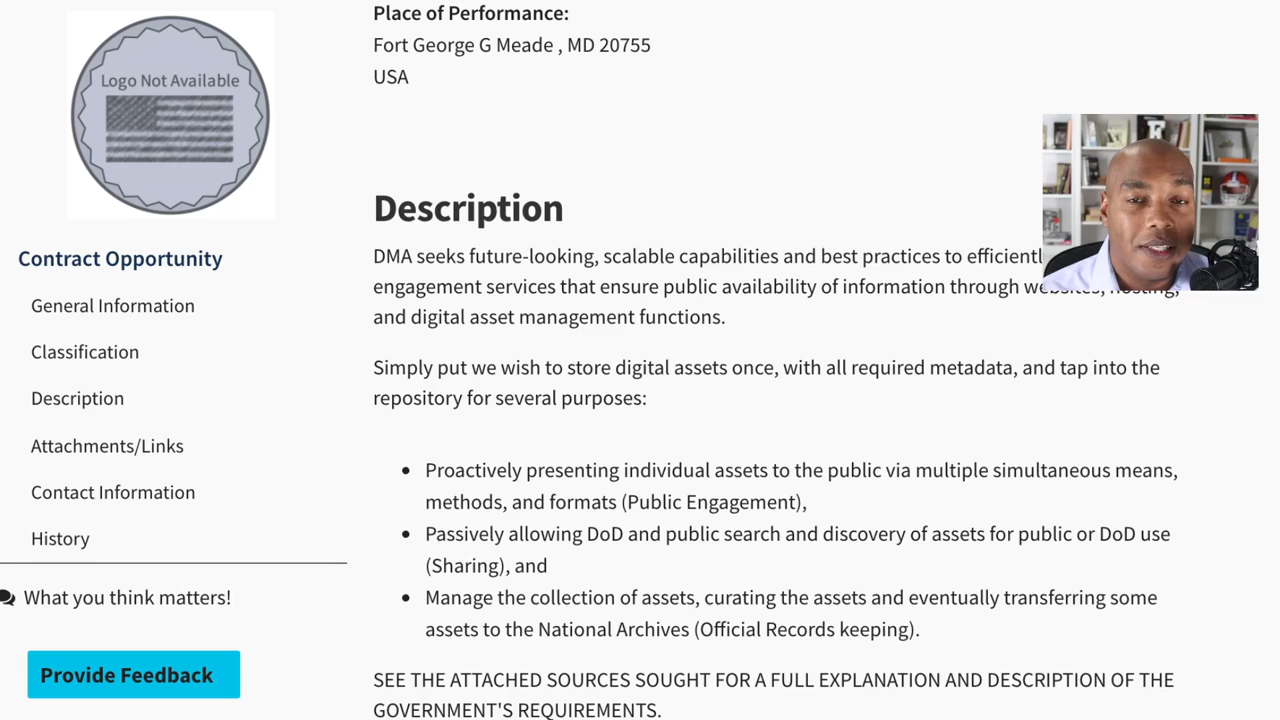 Logo Not Available
Contract Opportunity
General Information
Classification
Description
Attachments/Links
Contact Information
History
What you think matters!
Provide Feedback
Place of Performance:
Fort George G Meade , MD 20755
USA
Description
DMA seeks future-looking, scalable capabilities and best practices to
engagement services that ensure public availability of information through websites, hosting,
and digital asset management functions.
Simply put we wish to store digital assets once, with all required metadata, and tap into the
repository for several purposes:
Proactively presenting individual assets to the public via multiple simultaneous means,
methods, and formats (Public Engagement),
Passively allowing DoD and public search and discovery of assets for public or DoD use
(Sharing), and
Manage the collection of assets, curating the assets and eventually transferring some
assets to the National Archives (Official Records keeping).
SEE THE ATTACHED SOURCES SOUGHT FOR A FULL EXPLANATION AND DESCRIPTION OF THE
GOVERNMENT'S REQUIREMENTS.